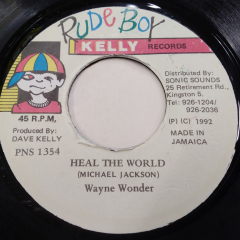 Rude Boy
KELLY RECORDS
Distributed By:
SONIC SOUNDS
25 Retirement Rd.,
Kingston 5.
Tel: 926-1204/
926-2036
45 R.P.M,
Produced By:
DAVE KELLY
PNS 1354
(P) (C) 1992
MADE IN
JAMAICA
HEAL THE WORLD
(MICHAEL JACKSON)
Wayne Wonder